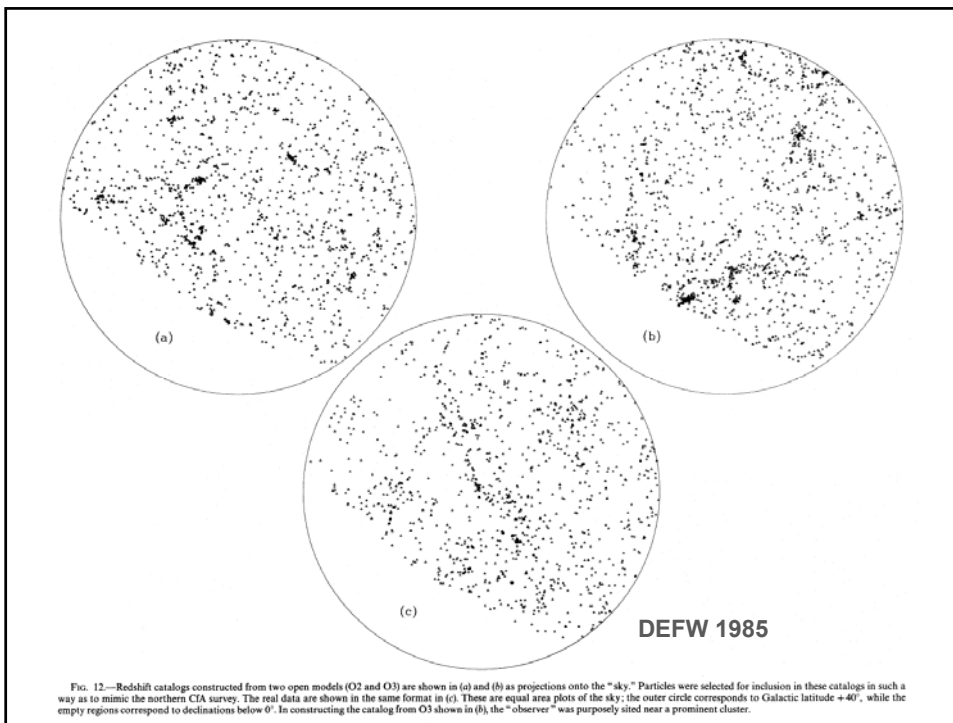 (a)
(b)
(c)
DEFW 1985
FIG. 12.—Redshift catalogs constructed from two open models (O2 and O3) are shown in (a) and (b) as projections onto the "sky." Particles were selected for inclusion in these catalogs in such a
way as to mimic the northern CfA survey. The real data are shown in the same format in (c). These are equal area plots of the sky; the outer circle corresponds to Galactic latitude +40°, while the
empty regions correspond to declinations below 0°. In constructing the catalog from O3 shown in (b), the "observer" was purposely sited near a prominent cluster.